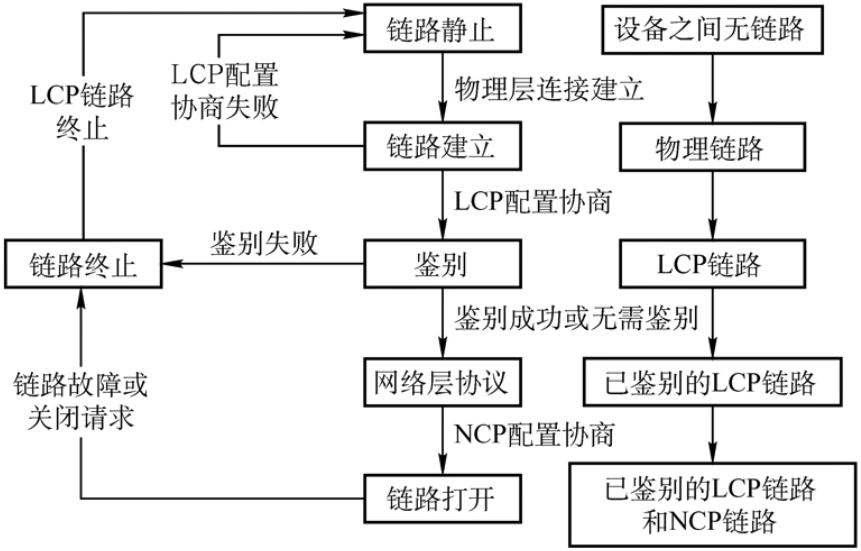 链路静止
设备之间无链路
LCP配置
协商失败
LCP链路
终止
物理层连接建立
链路建立
物理链路
LCP配置协商
鉴别失败
链路终止
鉴别
LCP链路
鉴别成功或无需鉴别
链路故障或
关闭请求
网络层协议
已鉴别的LCP链路
NCP配置协商
链路打开
已鉴别的LCP链路
和NCP链路